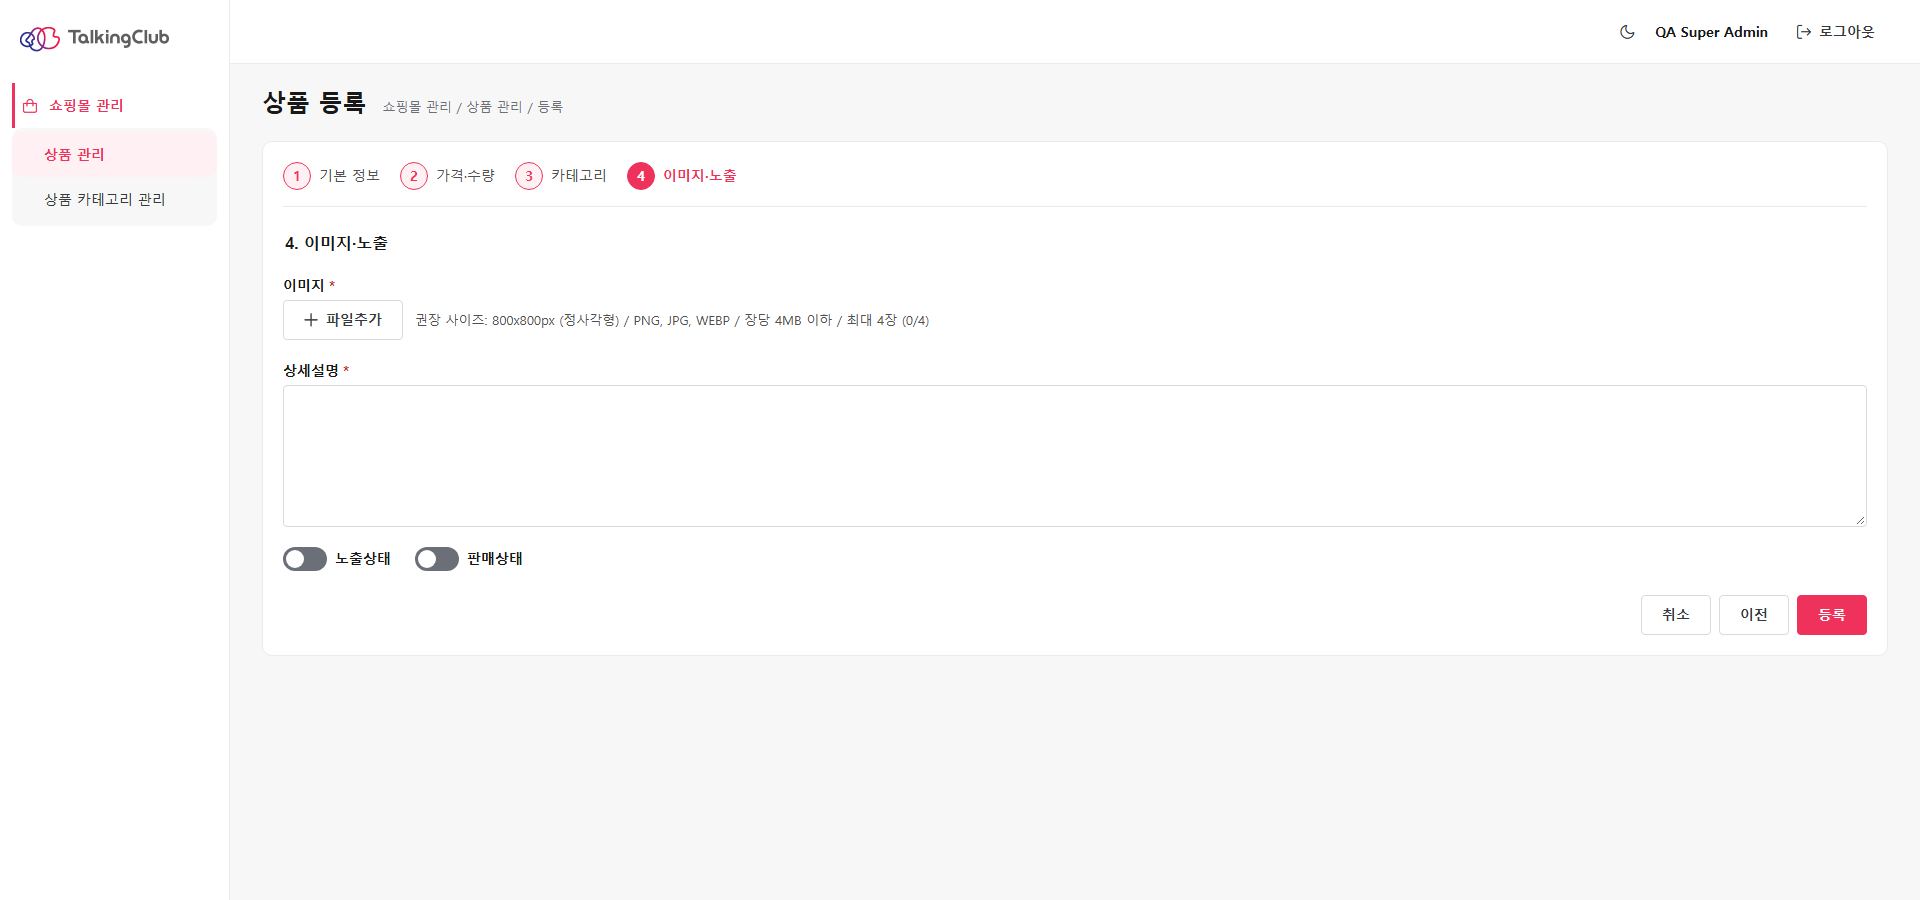 TalkingClub
QA Super Admin
로그아웃
쇼핑몰 관리
상품 관리
상품 카테고리 관리
상품 등록
쇼핑몰 관리 / 상품 관리 / 등록
1 기본 정보 2 가격·수량 3 카테고리 4 이미지·노출
4. 이미지·노출
이미지 *
파일추가 권장 사이즈: 800x800px (정사각형) / PNG, JPG, WEBP / 장당 4MB 이하 / 최대 4장 (0/4)
상세설명 *
노출상태 판매상태
취소 이전 등록